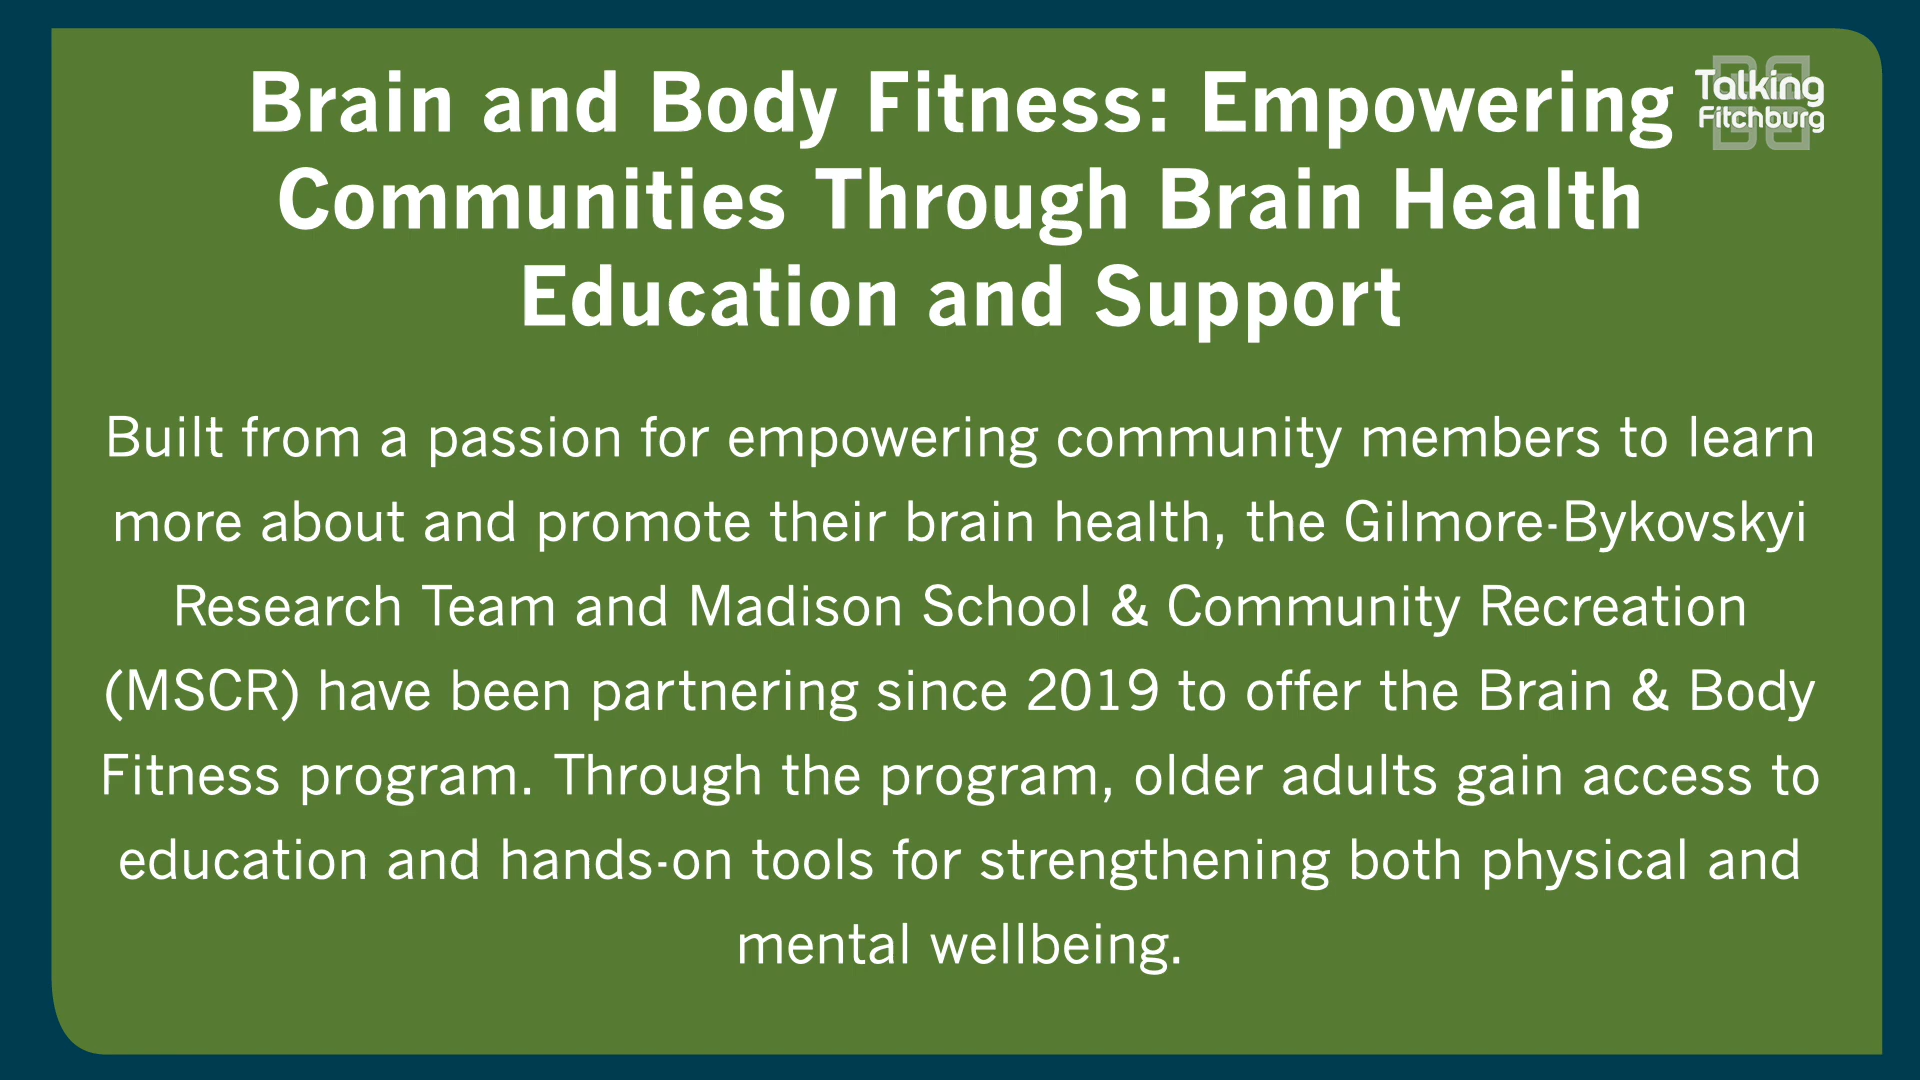 Brain and Body Fitness: Empowering
Communities Through Brain Health
Education and Support
Talking
Fitchburg
Built from a passion for empowering community members to learn
more about and promote their brain health, the Gilmore-Bykovskyi
Research Team and Madison School & Community Recreation
(MSCR) have been partnering since 2019 to offer the Brain & Body
Fitness program. Through the program, older adults gain access to
education and hands-on tools for strengthening both physical and
mental wellbeing.